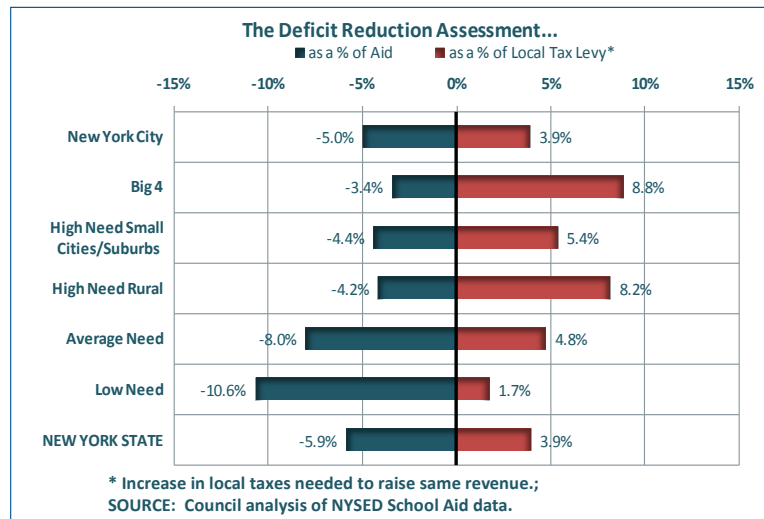 The Deficit Reduction Assessment...
as a % of Aid as a % of Local Tax Levy*
-15% -10% -5% 0% 5% 10% 15%
New York City -5.0% 3.9%
Big 4 -3.4% 8.8%
High Need Small
Cities/Suburbs -4.4% 5.4%
High Need Rural -4.2% 8.2%
Average Need -8.0% 4.8%
Low Need -10.6% 1.7%
NEW YORK STATE -5.9% 3.9%
* Increase in local taxes needed to raise same revenue.;
SOURCE: Council analysis of NYSED School Aid data.